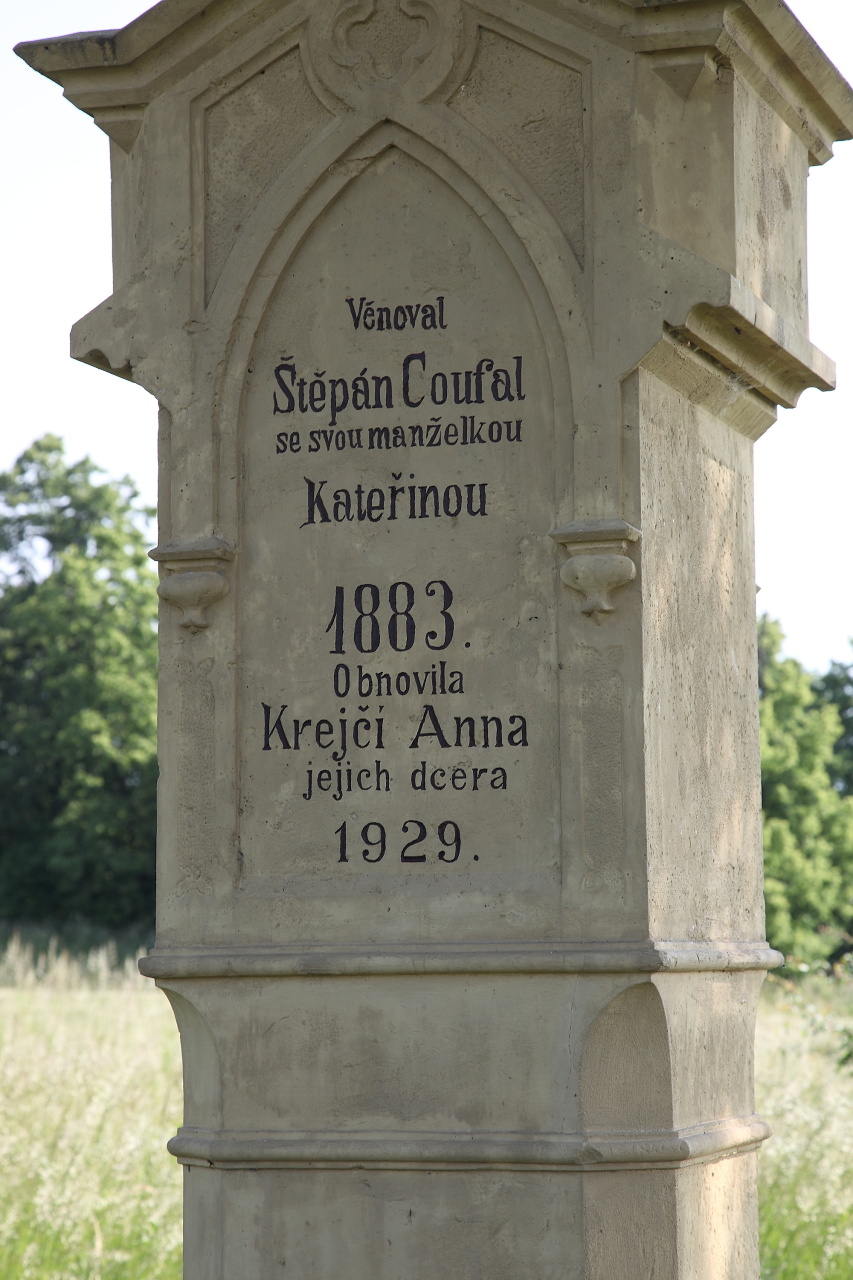 Věnoval
Štěpán Coufal
se svou manželkou
Kateřinou
1883.
Obnovila
Krejčí Anna
jejich dcera
1929.